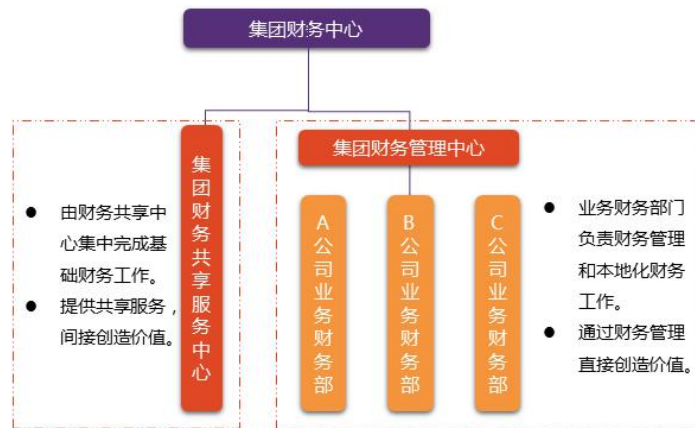 集团财务中心
集团财务共享服务中心
由财务共享中
心集中完成基
础财务工作。
提供共享服务，
间接创造价值。
集团财务管理中心
A公司业务财务部
B公司业务财务部
C公司业务财务部
业务财务部门
负责财务管理
和本地化财务
工作。
通过财务管理
直接创造价值。